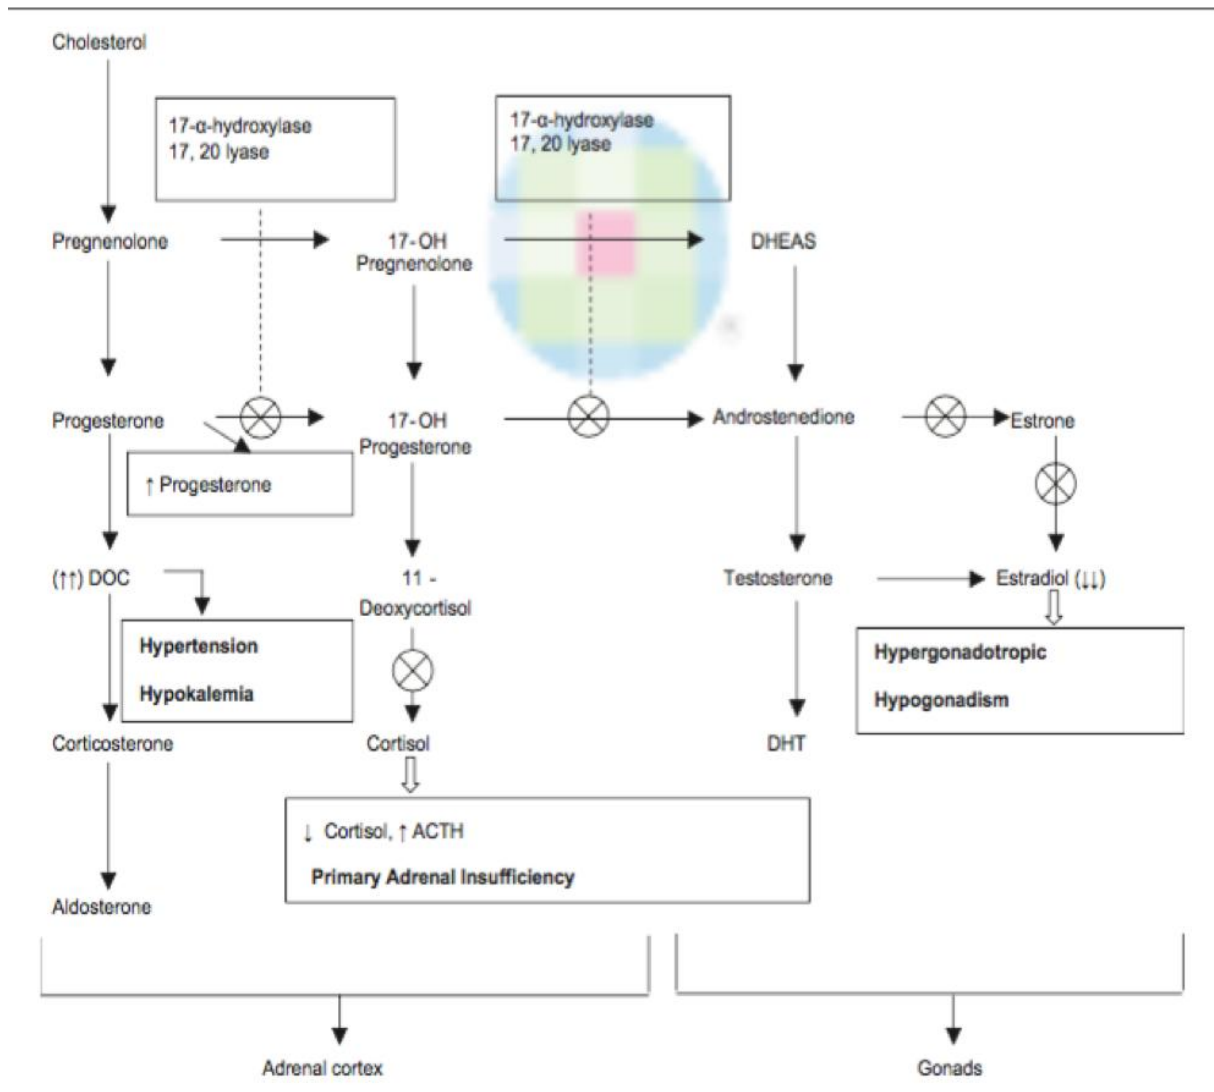 Cholesterol
17-α-hydroxylase
17, 20 lyase
17-α-hydroxylase
17, 20 lyase
Pregnenolone
17-OH
Pregnenolone
DHEAS
Progesterone
17-OH
Progesterone
Androstenedione
Estrone
↑ Progesterone
(↑↑) DOC
11 -
Deoxycortisol
Testosterone
Estradiol (↓↓)
Hypertension
Hypokalemia
Hypergonadotropic
Hypogonadism
Corticosterone
Cortisol
DHT
↓ Cortisol, ↑ ACTH
Primary Adrenal Insufficiency
Aldosterone
Adrenal cortex
Gonads